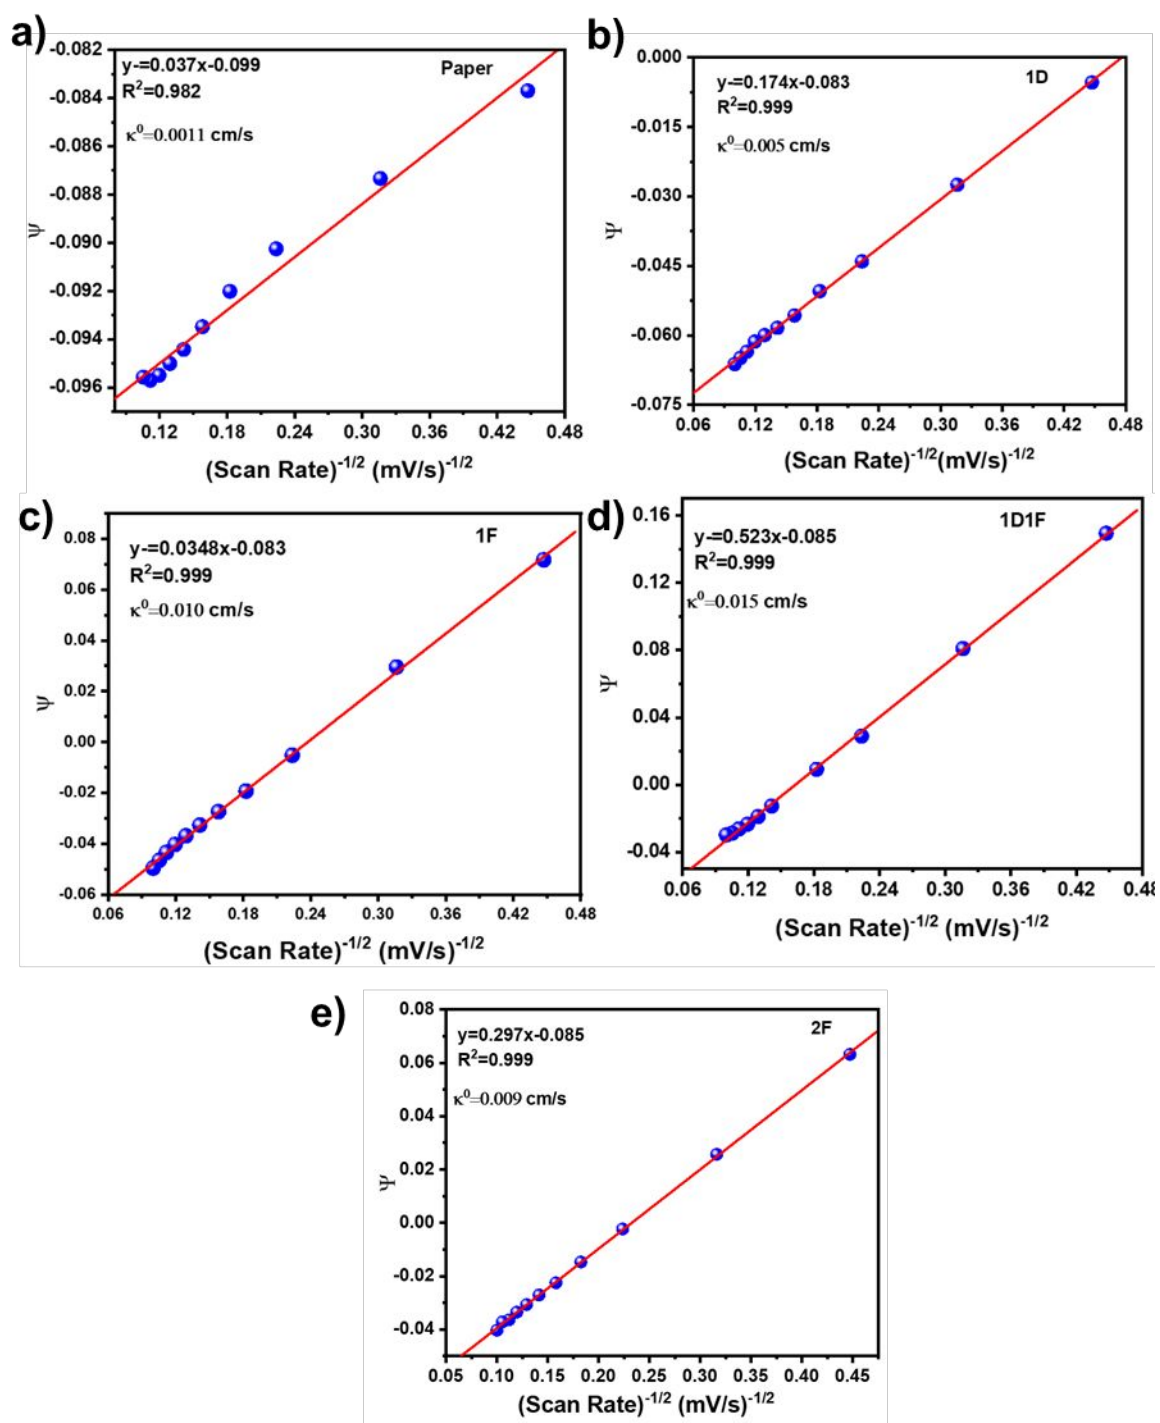 a)
-0.082
y-=0.037x-0.099
Paper
R²=0.982
-0.084
κ⁰=0.0011 cm/s
-0.086
-0.088
ψ
-0.090
-0.092
-0.094
-0.096
0.12 0.18 0.24 0.30 0.36 0.42 0.48
(Scan Rate)⁻¹/² (mV/s)⁻¹/²
b)
0.000
y-=0.174x-0.083
1D
R²=0.999
-0.015
κ⁰=0.005 cm/s
-0.030
Ψ
-0.045
-0.060
-0.075
0.06 0.12 0.18 0.24 0.30 0.36 0.42 0.48
(Scan Rate)⁻¹/²(mV/s)⁻¹/²
c)
1F
0.08
y-=0.0348x-0.083
R²=0.999
0.06
κ⁰=0.010 cm/s
0.04
0.02
ψ
0.00
-0.02
-0.04
-0.06
0.06 0.12 0.18 0.24 0.30 0.36 0.42 0.48
(Scan Rate)⁻¹/² (mV/s)⁻¹/²
d)
0.16
1D1F
y-=0.523x-0.085
R²=0.999
0.12
κ⁰=0.015 cm/s
0.08
Ψ
0.04
0.00
-0.04
0.06 0.12 0.18 0.24 0.30 0.36 0.42 0.48
(Scan Rate)⁻¹/² (mV/s)⁻¹/²
e)
0.08
2F
y=0.297x-0.085
R²=0.999
0.06
κ⁰=0.009 cm/s
0.04
0.02
Ψ
0.00
-0.02
-0.04
0.05 0.10 0.15 0.20 0.25 0.30 0.35 0.40 0.45
(Scan Rate)⁻¹/² (mV/s)⁻¹/²